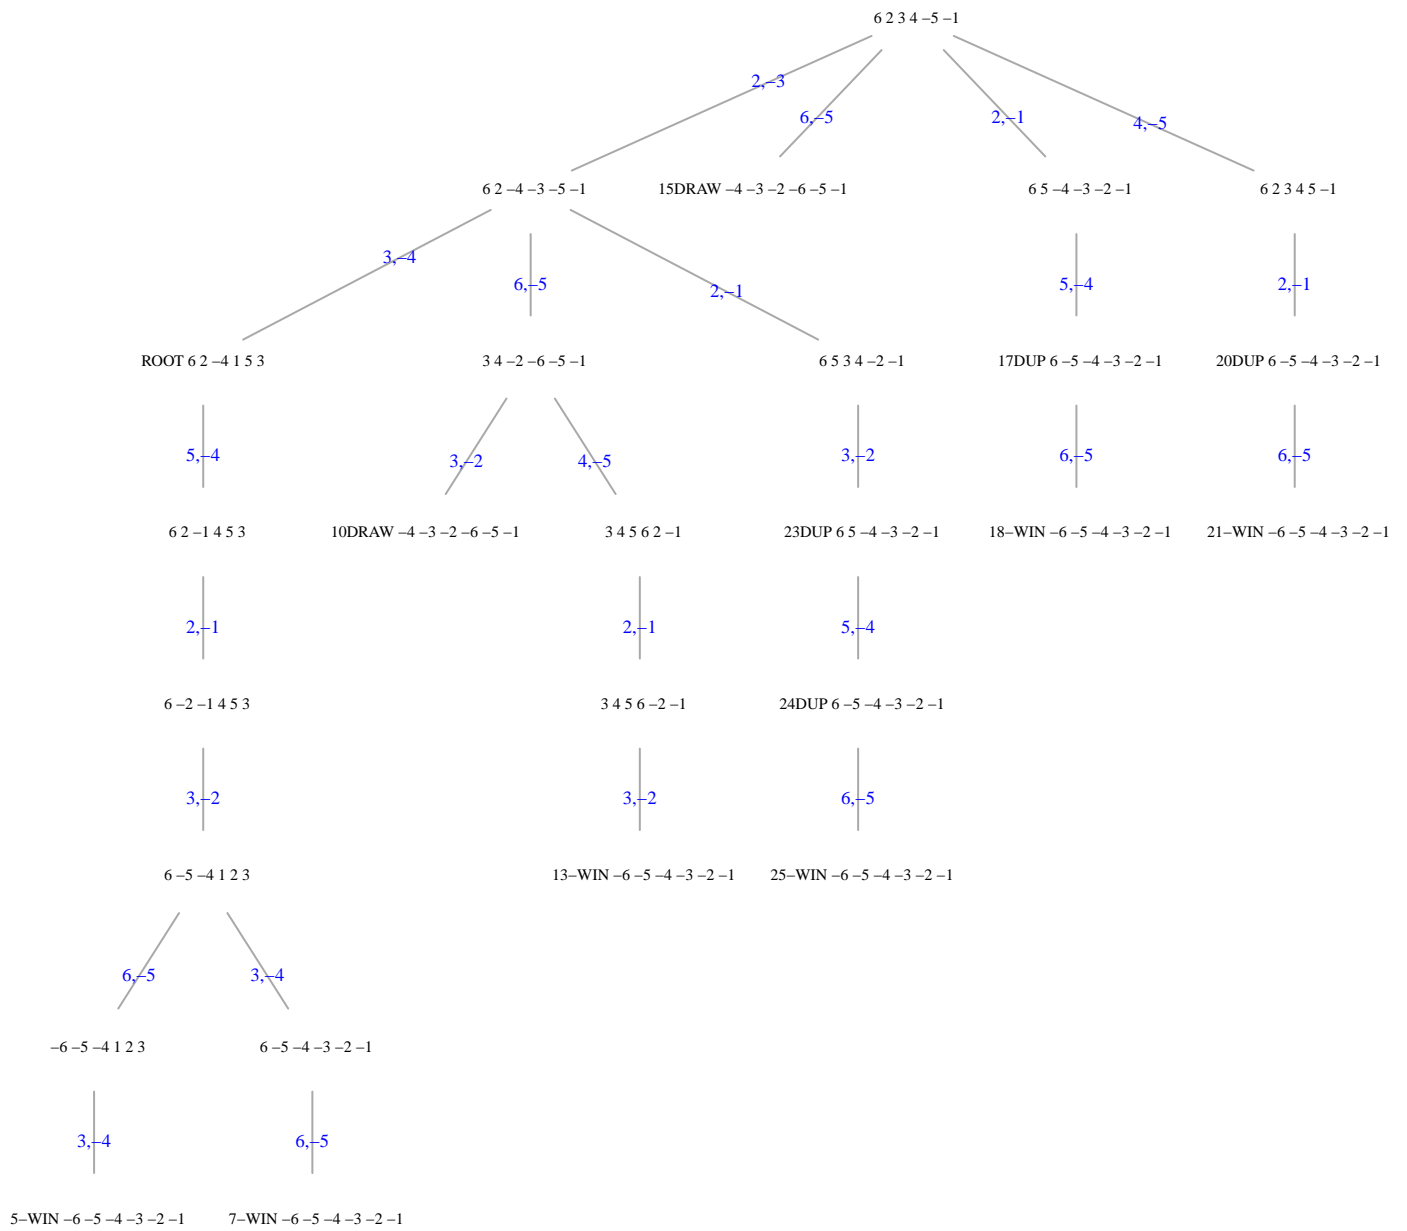 6 2 3 4 –5 –1
2,–3
6,–5
2,–1
4,–5
6 2 –4 –3 –5 –1
15DRAW –4 –3 –2 –6 –5 –1
6 5 –4 –3 –2 –1
6 2 3 4 5 –1
3,–4
6,–5
2,–1
5,–4
2,–1
ROOT 6 2 –4 1 5 3
3 4 –2 –6 –5 –1
6 5 3 4 –2 –1
17DUP 6 –5 –4 –3 –2 –1
20DUP 6 –5 –4 –3 –2 –1
5,–4
3,–2
4,–5
3,–2
6,–5
6,–5
6 2 –1 4 5 3
10DRAW –4 –3 –2 –6 –5 –1
3 4 5 6 2 –1
23DUP 6 5 –4 –3 –2 –1
18–WIN –6 –5 –4 –3 –2 –1
21–WIN –6 –5 –4 –3 –2 –1
2,–1
2,–1
5,–4
6 –2 –1 4 5 3
3 4 5 6 –2 –1
24DUP 6 –5 –4 –3 –2 –1
3,–2
3,–2
6,–5
6 –5 –4 1 2 3
13–WIN –6 –5 –4 –3 –2 –1
25–WIN –6 –5 –4 –3 –2 –1
6,–5
3,–4
–6 –5 –4 1 2 3
6 –5 –4 –3 –2 –1
3,–4
6,–5
5–WIN –6 –5 –4 –3 –2 –1
7–WIN –6 –5 –4 –3 –2 –1